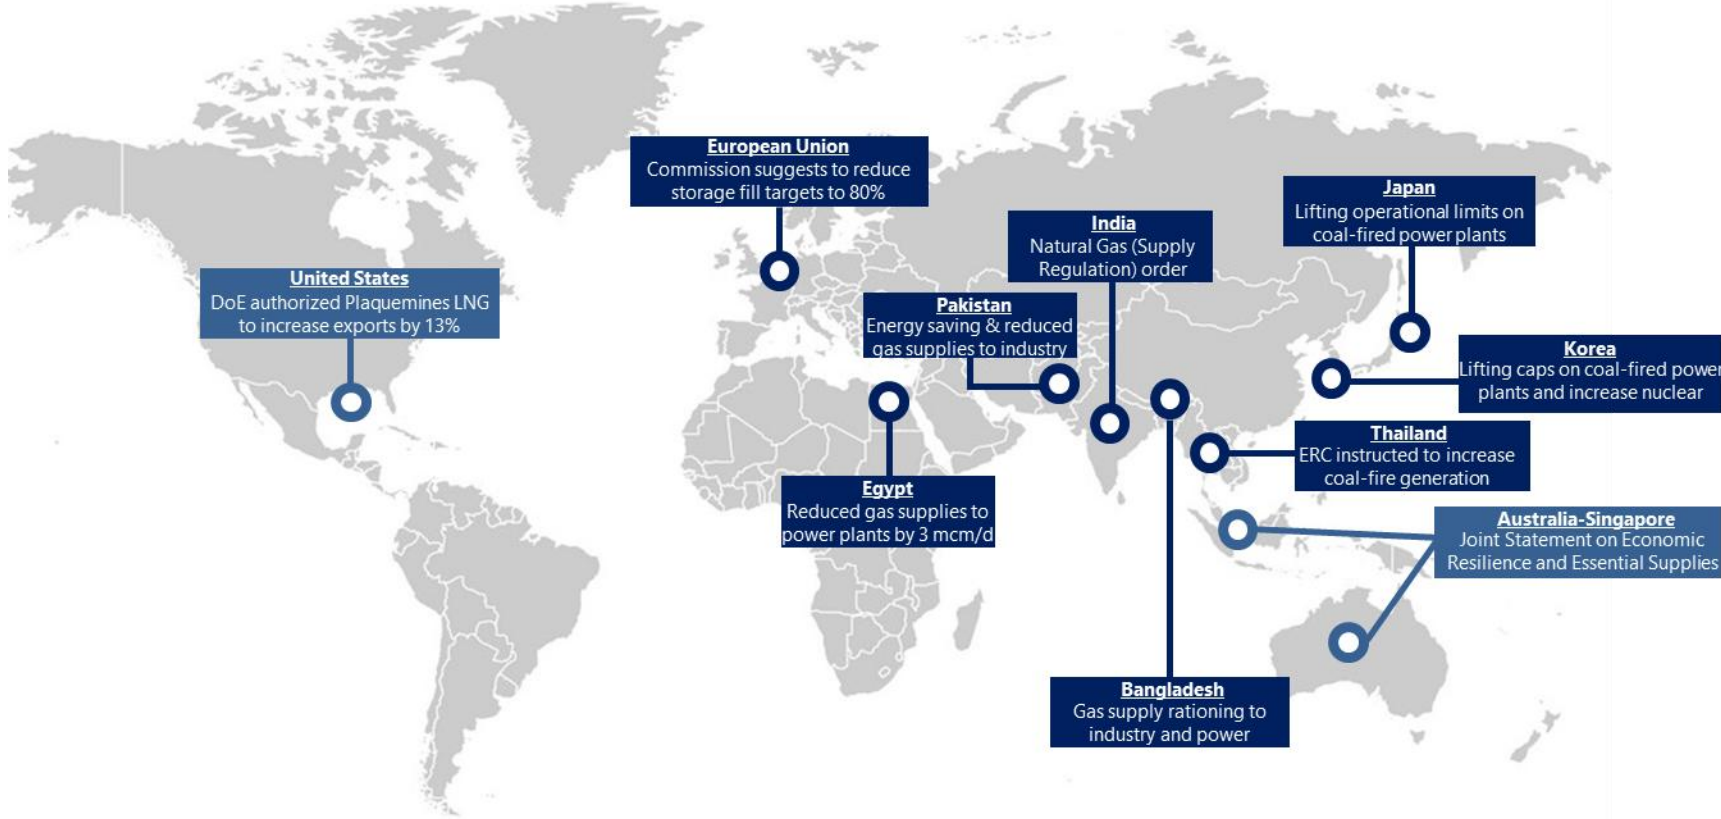 European Union
Commission suggests to reduce
storage fill targets to 80%
Japan
Lifting operational limits on
coal-fired power plants
India
Natural Gas (Supply
Regulation) order
United States
DoE authorized Plaquemines LNG
to increase exports by 13%
Pakistan
Energy saving & reduced
gas supplies to industry
Korea
Lifting caps on coal-fired power
plants and increase nuclear
Thailand
ERC instructed to increase
coal-fire generation
Egypt
Reduced gas supplies to
power plants by 3 mcm/d
Australia-Singapore
Joint Statement on Economic
Resilience and Essential Supplies
Bangladesh
Gas supply rationing to
industry and power